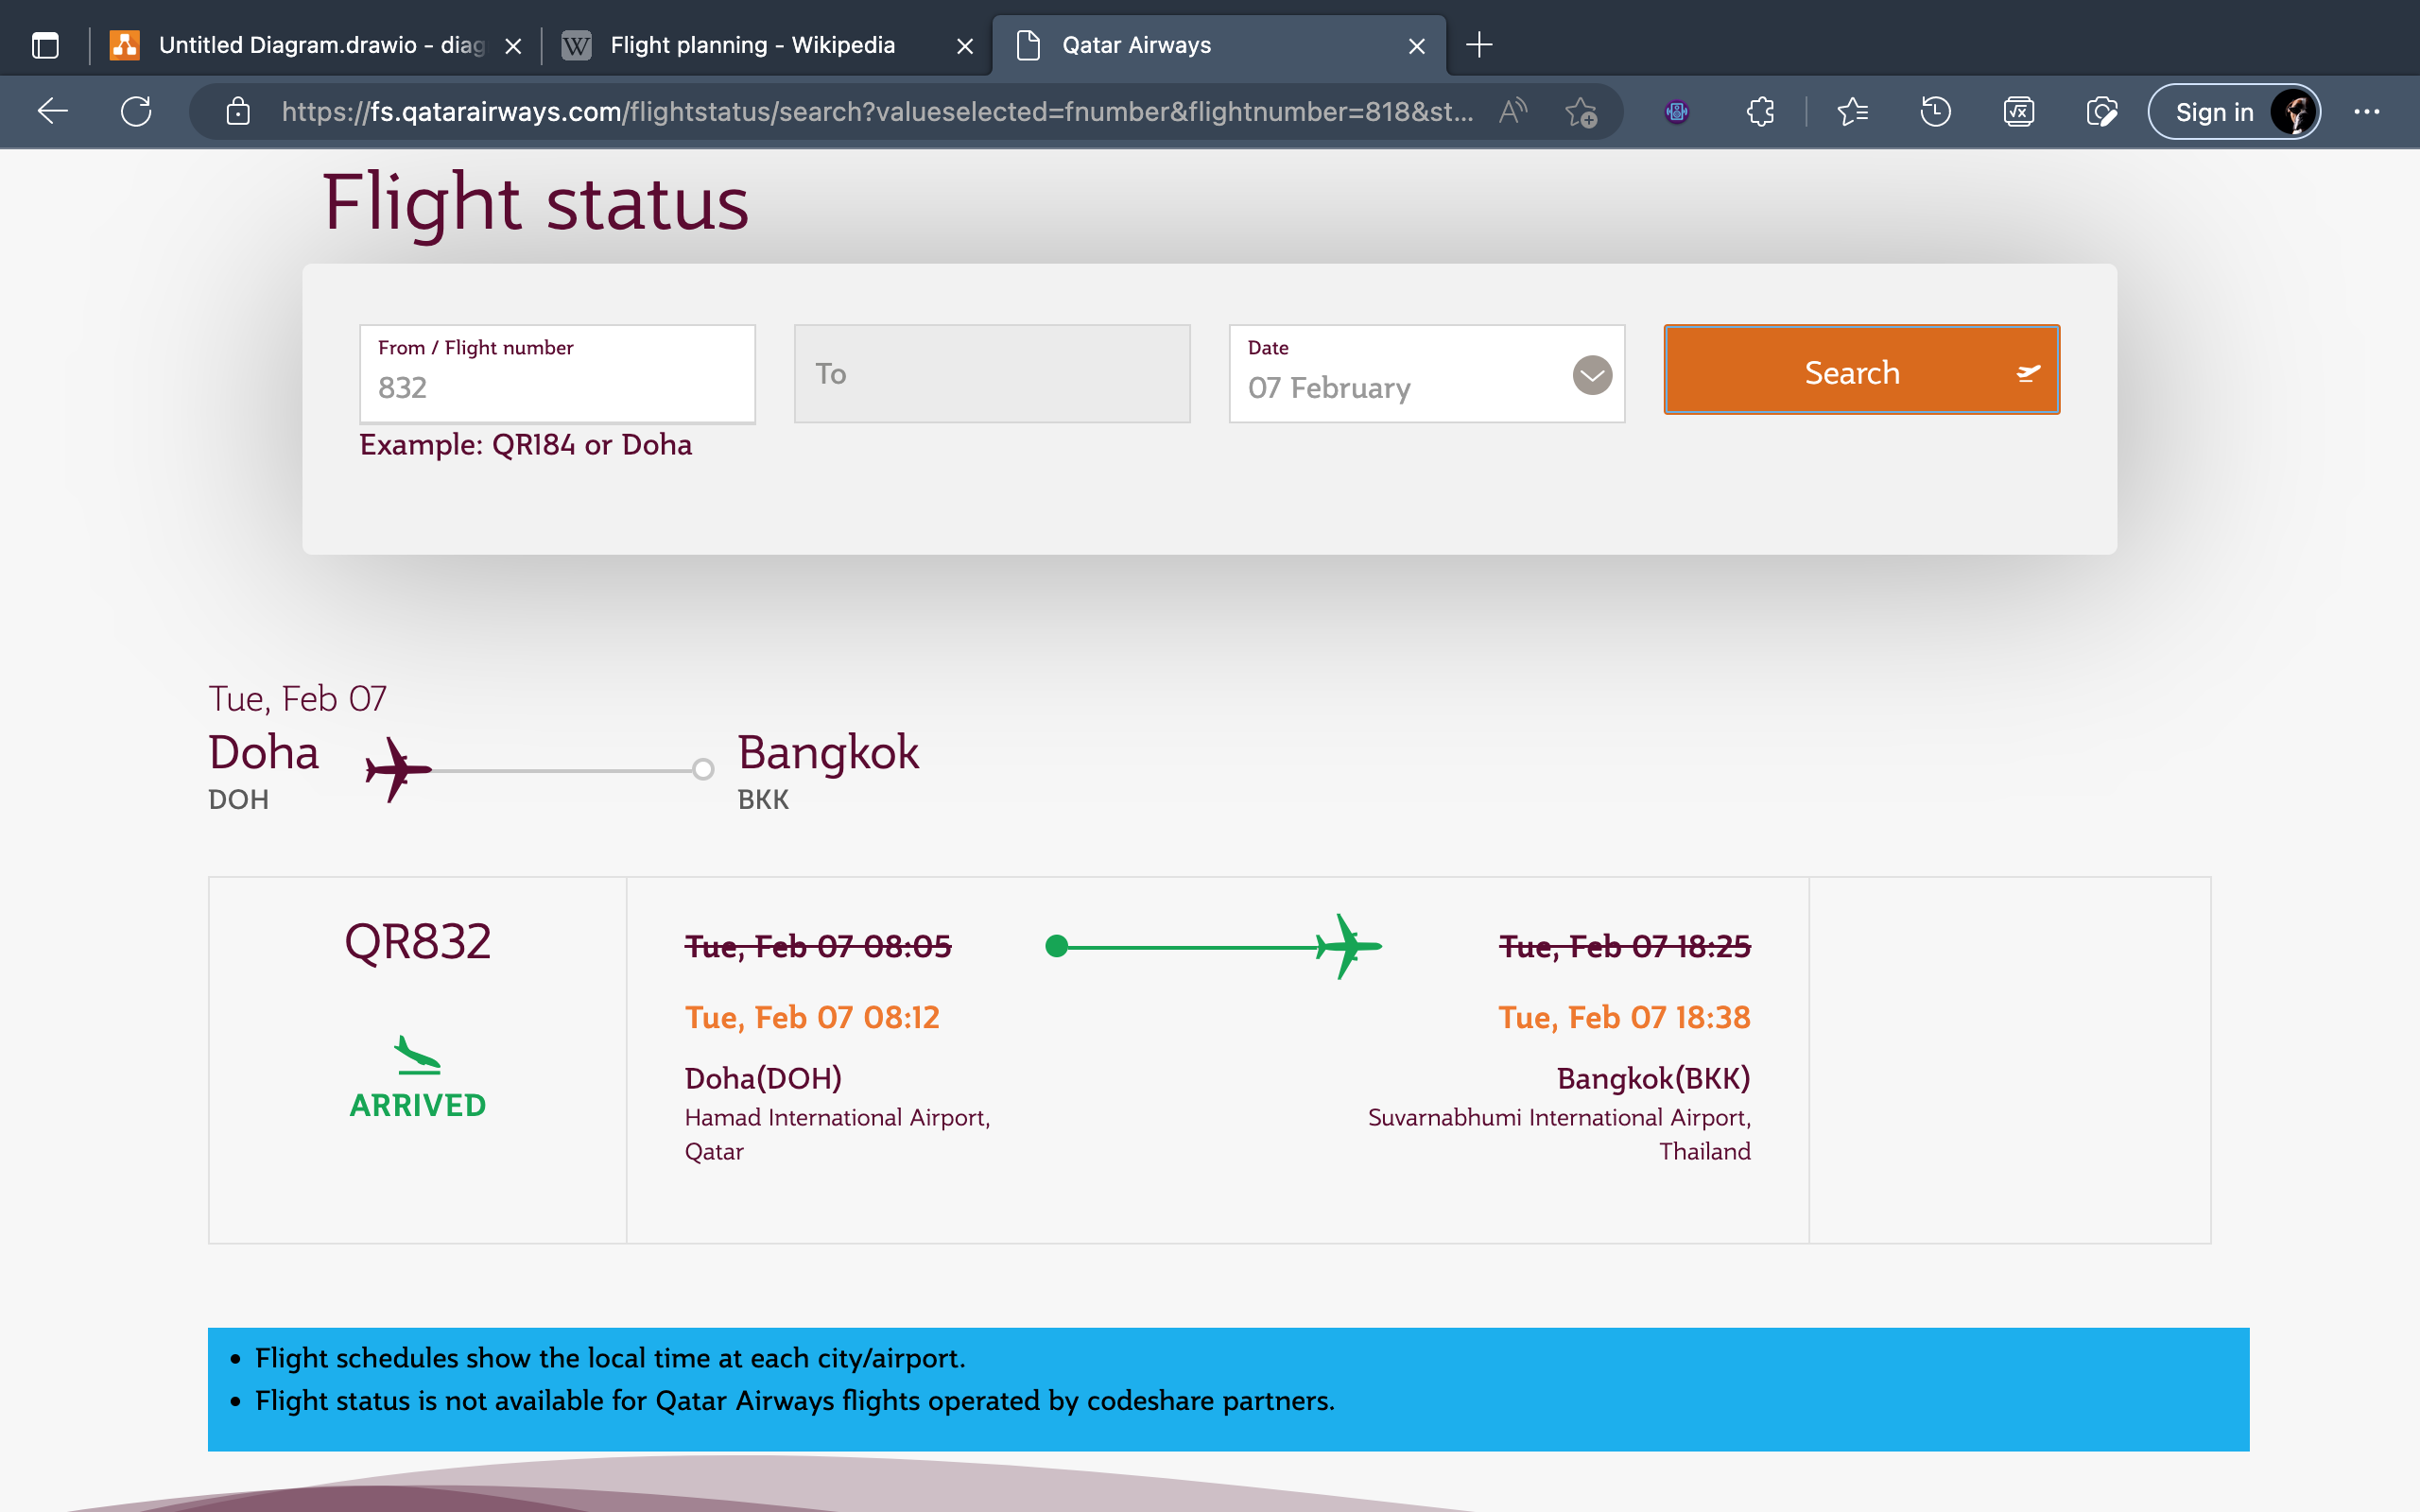 Untitled Diagram.drawio - diag
Flight planning - Wikipedia
Qatar Airways
https://fs.qatarairways.com/flightstatus/search?valueselected=fnumber&flightnumber=818&st...
Sign in
Flight status
From / Flight number
832
To
Date
07 February
Search
Example: QR184 or Doha
Tue, Feb 07
Doha
DOH
Bangkok
BKK
QR832
ARRIVED
Tue, Feb 07 08:05
Tue, Feb 07 18:25
Tue, Feb 07 08:12
Tue, Feb 07 18:38
Doha(DOH)
Hamad International Airport,
Qatar
Bangkok(BKK)
Suvarnabhumi International Airport,
Thailand
• Flight schedules show the local time at each city/airport.
• Flight status is not available for Qatar Airways flights operated by codeshare partners.